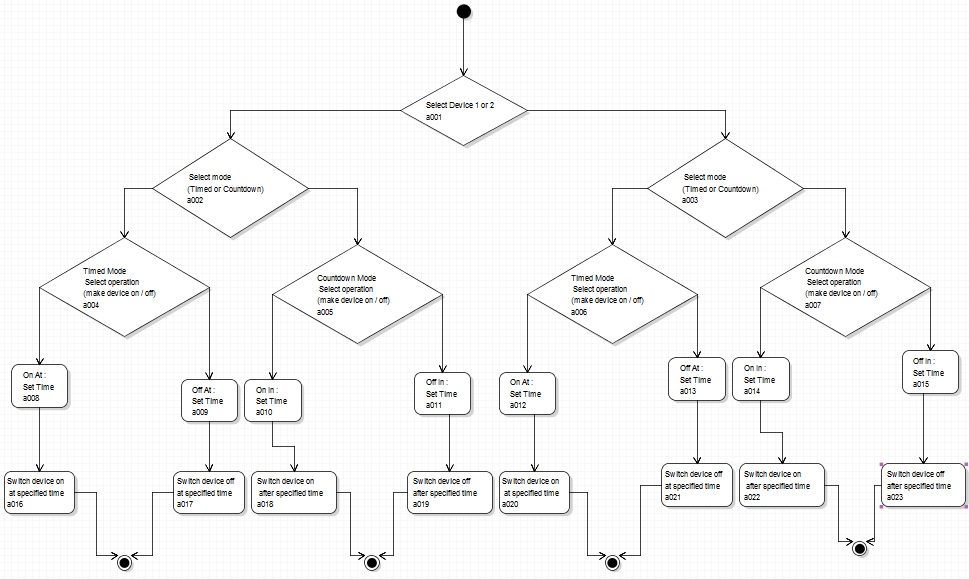 Select Device 1 or 2
a001
Select mode
(Timed or Countdown)
a002
Select mode
(Timed or Countdown)
a003
Timed Mode
Select operation
(make device on / off)
a004
Countdown Mode
Select operation
(make device on / off)
a005
Timed Mode
Select operation
(make device on / off)
a006
Countdown Mode
Select operation
(make device on / off)
a007
On At :
Set Time
a008
Off At :
Set Time
a009
On In :
Set Time
a010
Off In :
Set Time
a011
On At :
Set Time
a012
Off At :
Set Time
a013
On In :
Set Time
a014
Off In :
Set Time
a015
Switch device on
at specified time
a016
Switch device off
at specified time
a017
Switch device on
after specified time
a018
Switch device off
after specified time
a019
Switch device on
at specified time
a020
Switch device off
at specified time
a021
Switch device on
after specified time
a022
Switch device off
after specified time
a023